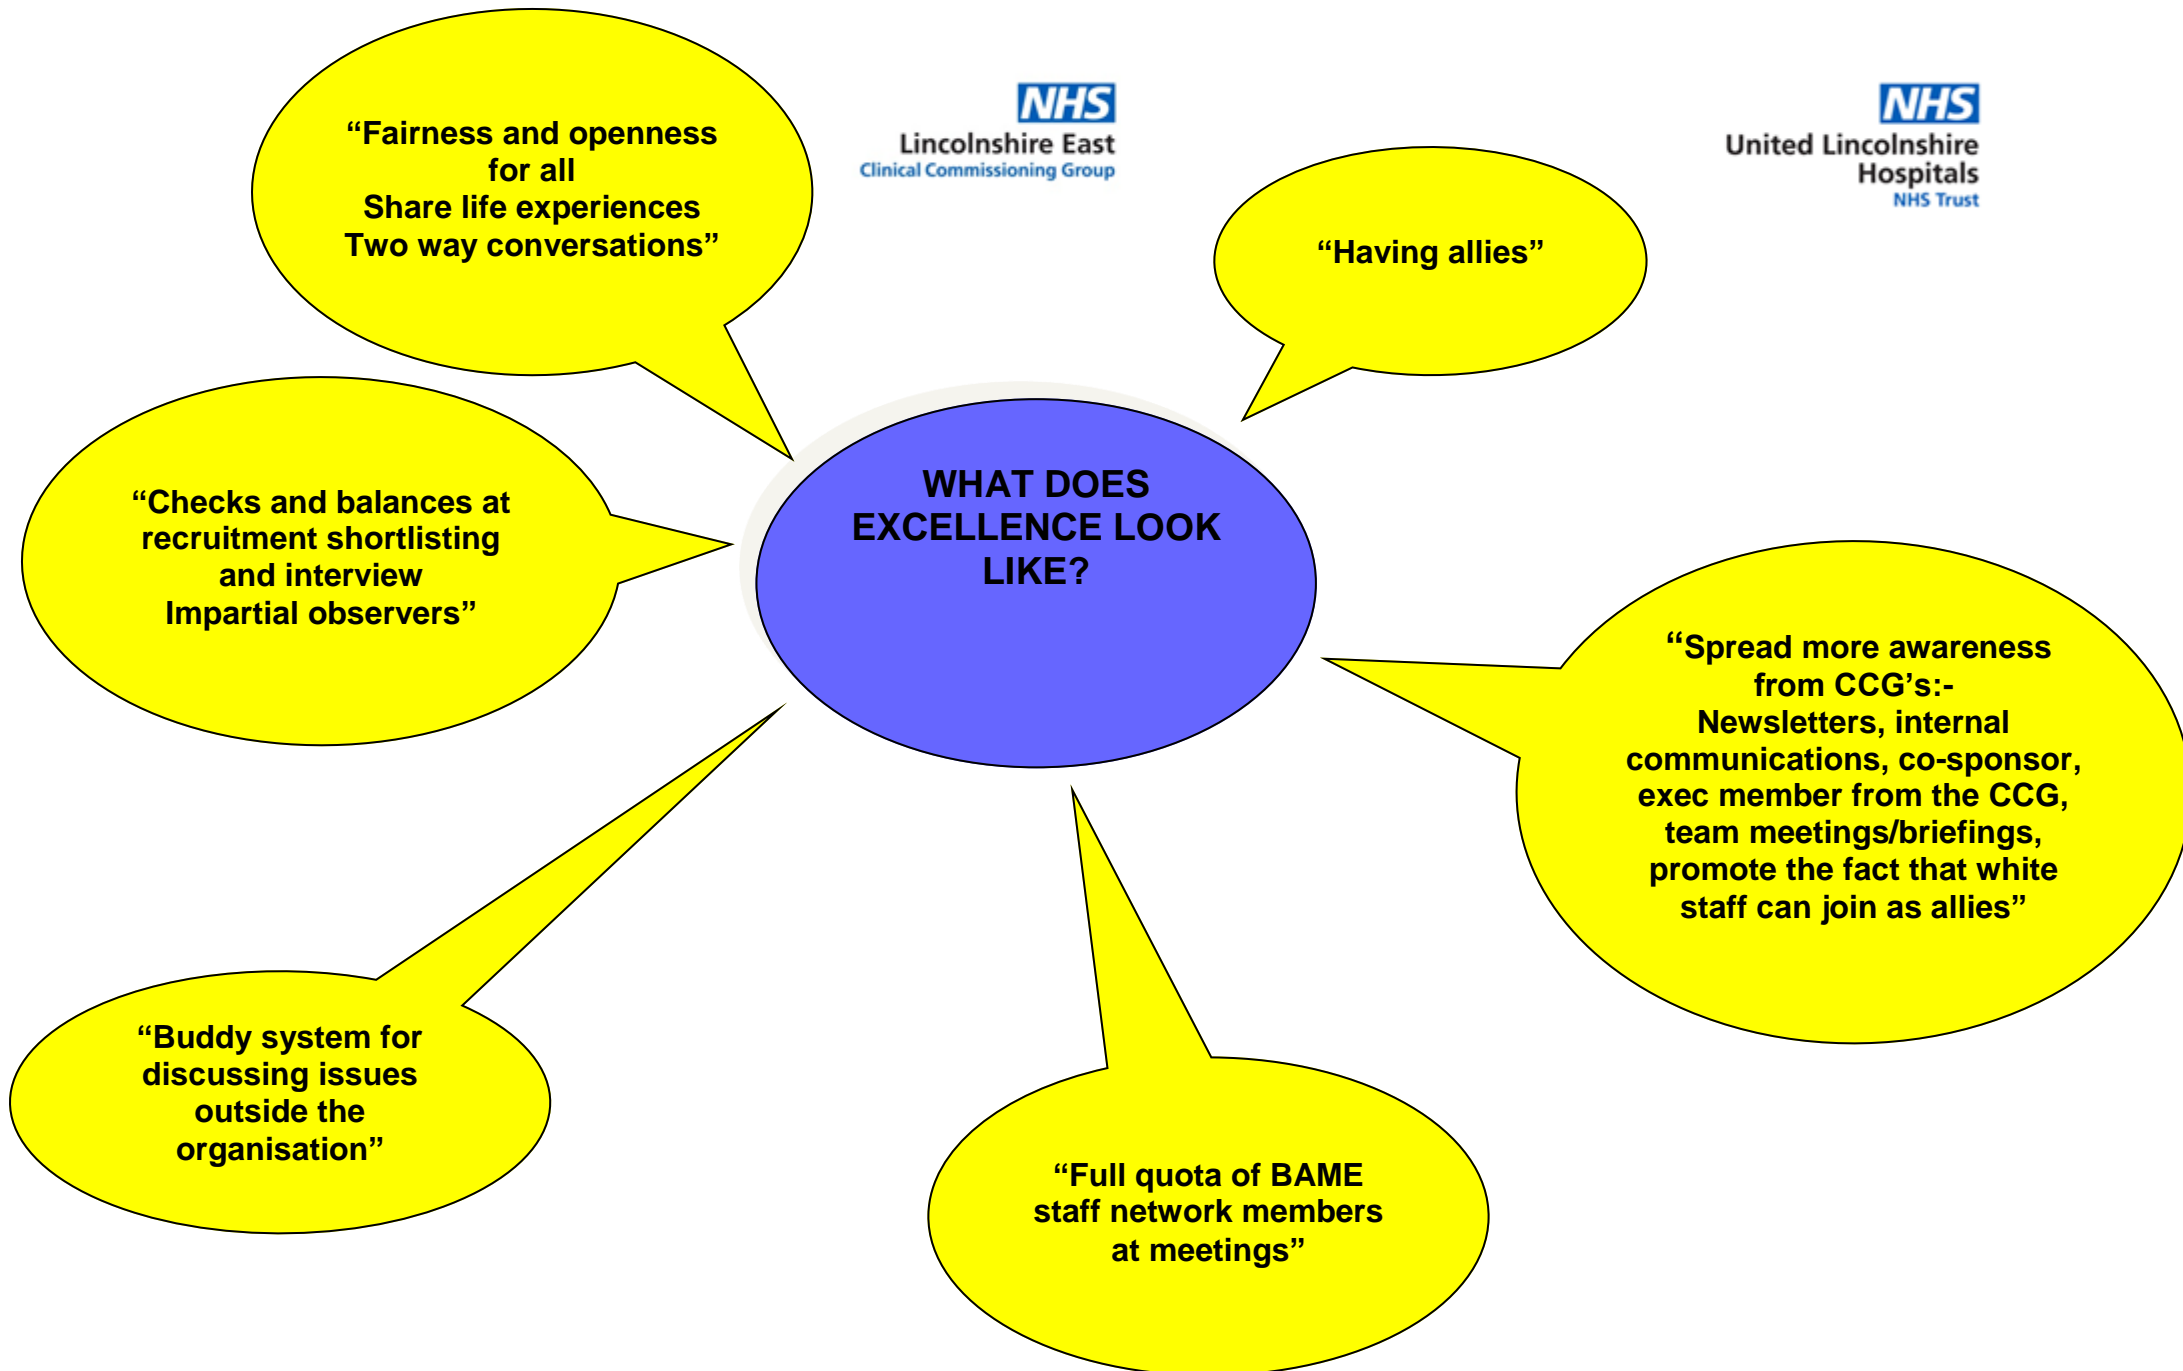 “Fairness and openness
for all
Share life experiences
Two way conversations”
NHS
Lincolnshire East
Clinical Commissioning Group
NHS
United Lincolnshire
Hospitals
NHS Trust
“Having allies”
WHAT DOES
EXCELLENCE LOOK
LIKE?
“Checks and balances at
recruitment shortlisting
and interview
Impartial observers”
“Spread more awareness
from CCG’s:-
Newsletters, internal
communications, co-sponsor,
exec member from the CCG,
team meetings/briefings,
promote the fact that white
staff can join as allies”
“Buddy system for
discussing issues
outside the
organisation”
“Full quota of BAME
staff network members
at meetings”